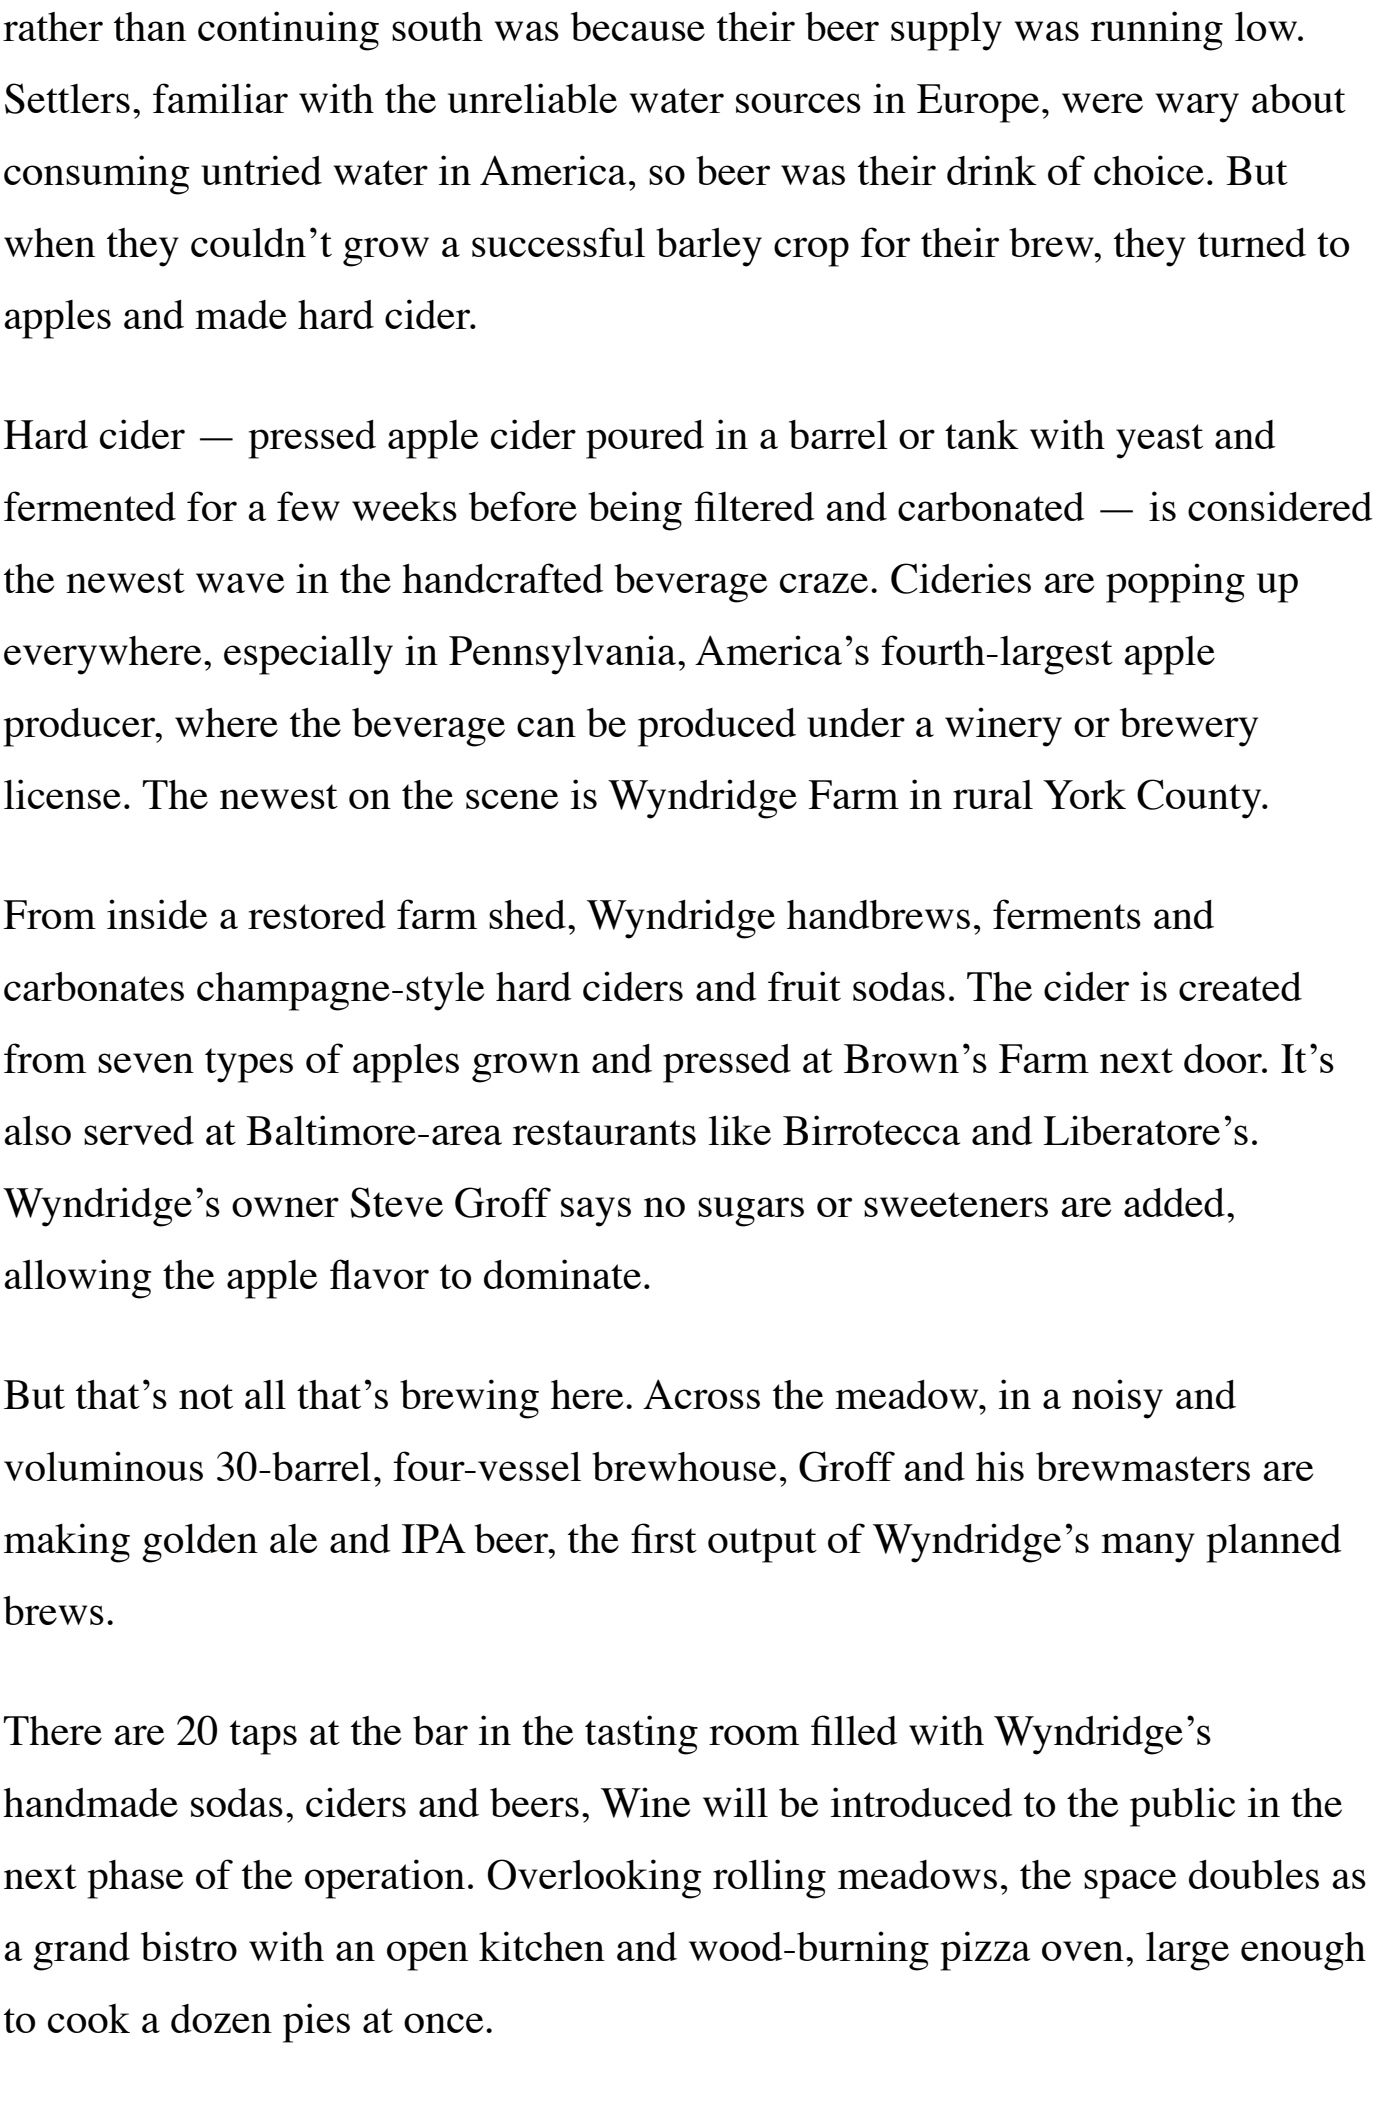 rather than continuing south was because their beer supply was running low.
Settlers, familiar with the unreliable water sources in Europe, were wary about
consuming untried water in America, so beer was their drink of choice. But
when they couldn’t grow a successful barley crop for their brew, they turned to
apples and made hard cider.
Hard cider — pressed apple cider poured in a barrel or tank with yeast and
fermented for a few weeks before being filtered and carbonated — is considered
the newest wave in the handcrafted beverage craze. Cideries are popping up
everywhere, especially in Pennsylvania, America’s fourth-largest apple
producer, where the beverage can be produced under a winery or brewery
license. The newest on the scene is Wyndridge Farm in rural York County.
From inside a restored farm shed, Wyndridge handbrews, ferments and
carbonates champagne-style hard ciders and fruit sodas. The cider is created
from seven types of apples grown and pressed at Brown’s Farm next door. It’s
also served at Baltimore-area restaurants like Birrotecca and Liberatore’s.
Wyndridge’s owner Steve Groff says no sugars or sweeteners are added,
allowing the apple flavor to dominate.
But that’s not all that’s brewing here. Across the meadow, in a noisy and
voluminous 30-barrel, four-vessel brewhouse, Groff and his brewmasters are
making golden ale and IPA beer, the first output of Wyndridge’s many planned
brews.
There are 20 taps at the bar in the tasting room filled with Wyndridge’s
handmade sodas, ciders and beers, Wine will be introduced to the public in the
next phase of the operation. Overlooking rolling meadows, the space doubles as
a grand bistro with an open kitchen and wood-burning pizza oven, large enough
to cook a dozen pies at once.